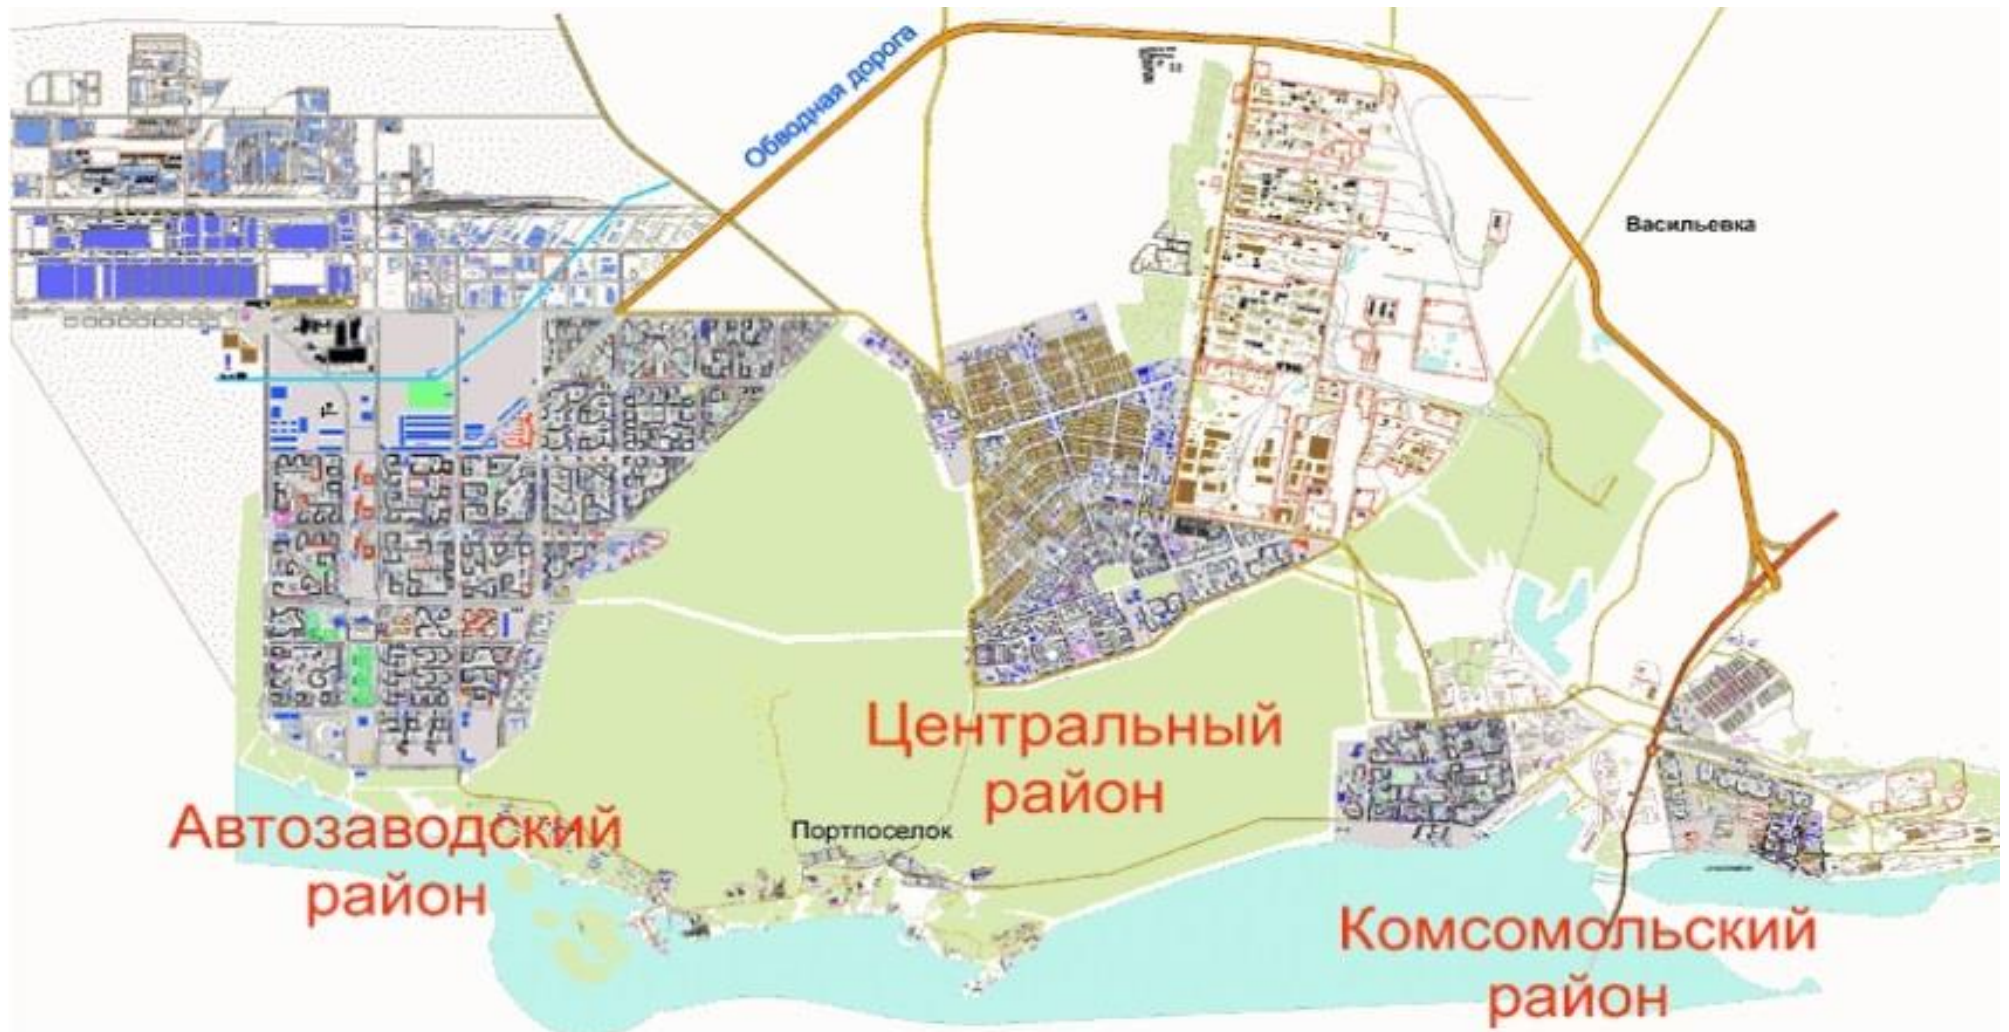 Обводная дорога
Васильевка
Центральный
район
Автозаводский
район
Портпоселок
Комсомольский
район